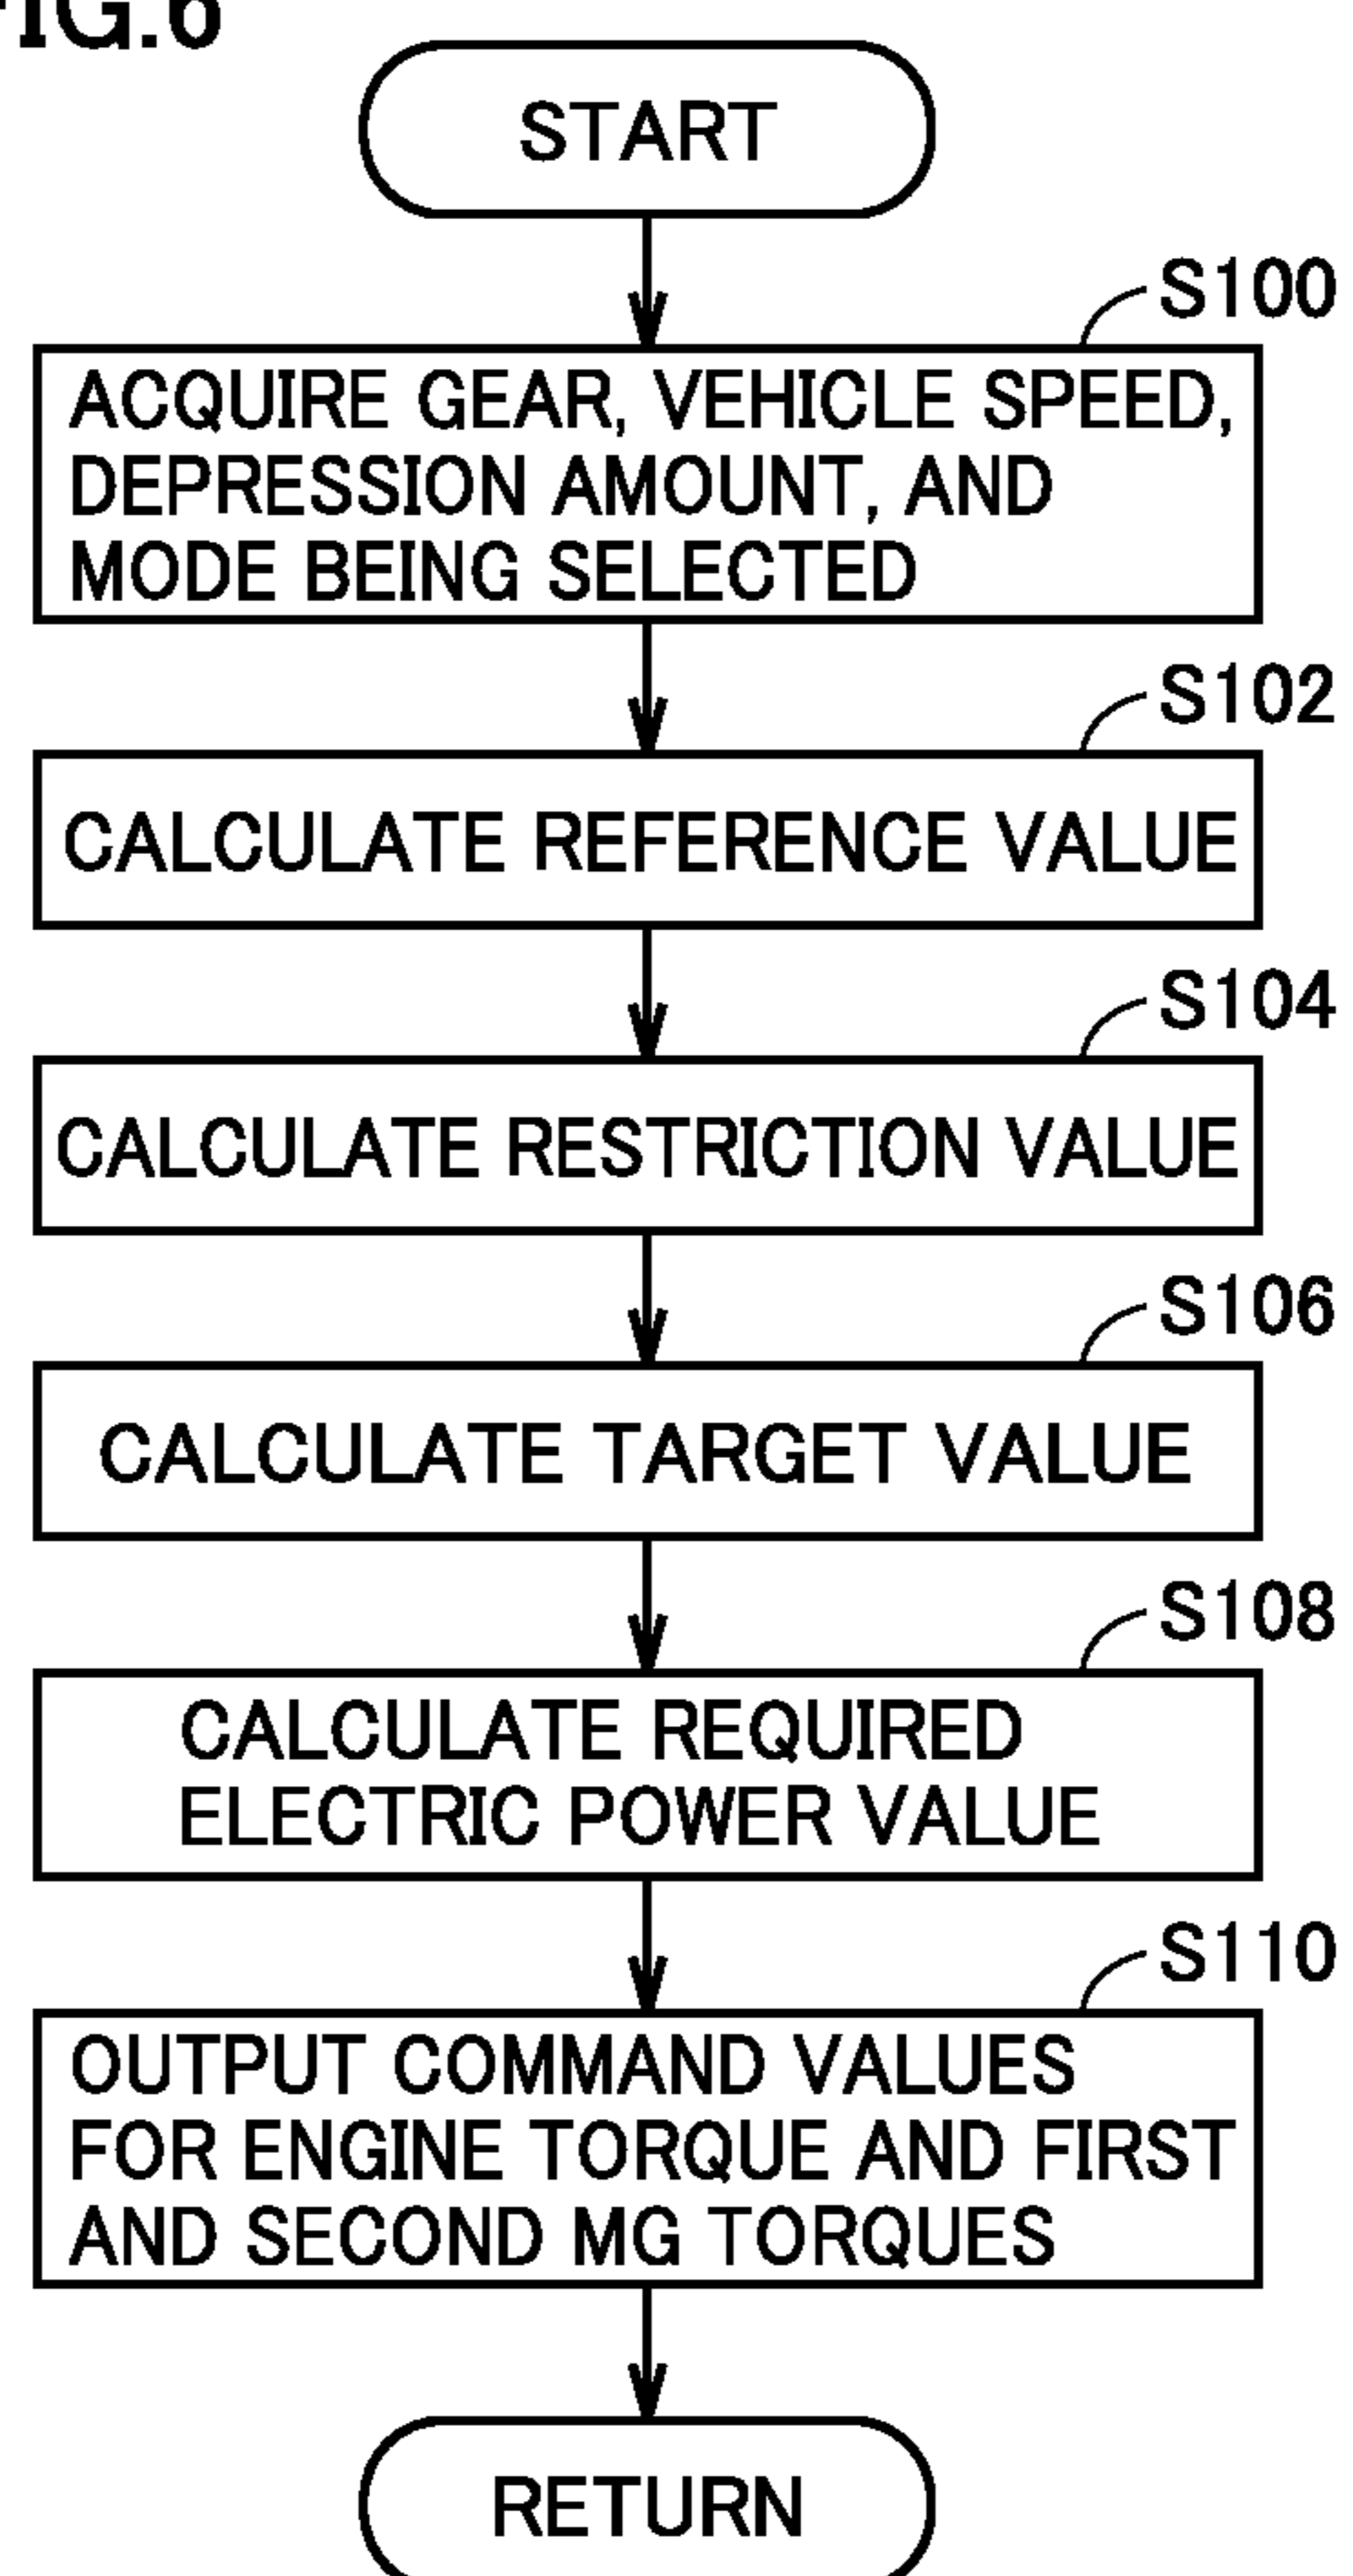 FIG.6
START
S100
ACQUIRE GEAR, VEHICLE SPEED,
DEPRESSION AMOUNT, AND
MODE BEING SELECTED
S102
CALCULATE REFERENCE VALUE
S104
CALCULATE RESTRICTION VALUE
S106
CALCULATE TARGET VALUE
S108
CALCULATE REQUIRED
ELECTRIC POWER VALUE
S110
OUTPUT COMMAND VALUES
FOR ENGINE TORQUE AND FIRST
AND SECOND MG TORQUES
RETURN